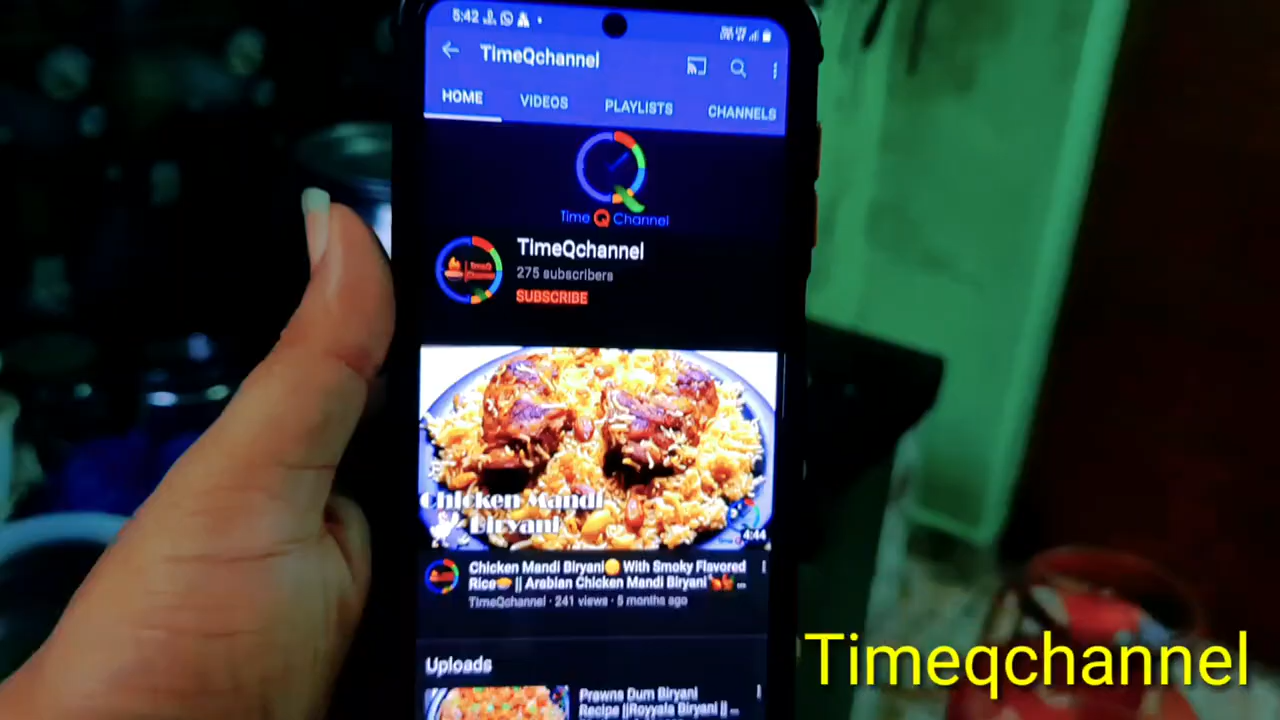 5:42
TimeQchannel
HOME VIDEOS PLAYLISTS CHANNELS
Time Q Channel
TimeQchannel
275 subscribers
SUBSCRIBE
TimeQ
Channel
Chicken Mandi
Biryani
4:44
Chicken Mandi Biryani With Smoky Flavored
Rice || Arabian Chicken Mandi Biryani ...
TimeQchannel · 241 views · 5 months ago
Uploads
Prawns Dum Biryani
Recipe ||Royyala Biryani || ...
Timeqchannel